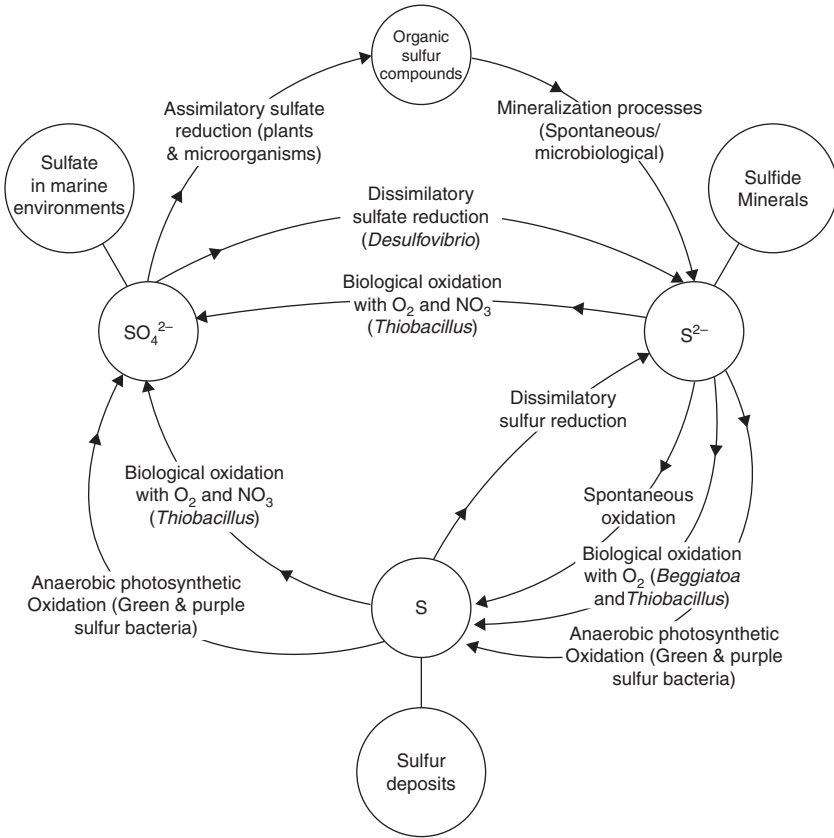 Organic
sulfur
compounds
Assimilatory sulfate
reduction (plants
& microorganisms)
Mineralization processes
(Spontaneous/
microbiological)
Sulfate
in marine
environments
Sulfide
Minerals
Dissimilatory
sulfate reduction
(Desulfovibrio)
Biological oxidation
with O₂ and NO₃
(Thiobacillus)
SO₄²⁻
S²⁻
Dissimilatory
sulfur reduction
Biological oxidation
with O₂ and NO₃
(Thiobacillus)
Spontaneous
oxidation
Biological oxidation
with O₂ (Beggiatoa
andThiobacillus)
Anaerobic photosynthetic
Oxidation (Green & purple
sulfur bacteria)
S
Anaerobic photosynthetic
Oxidation (Green & purple
sulfur bacteria)
Sulfur
deposits